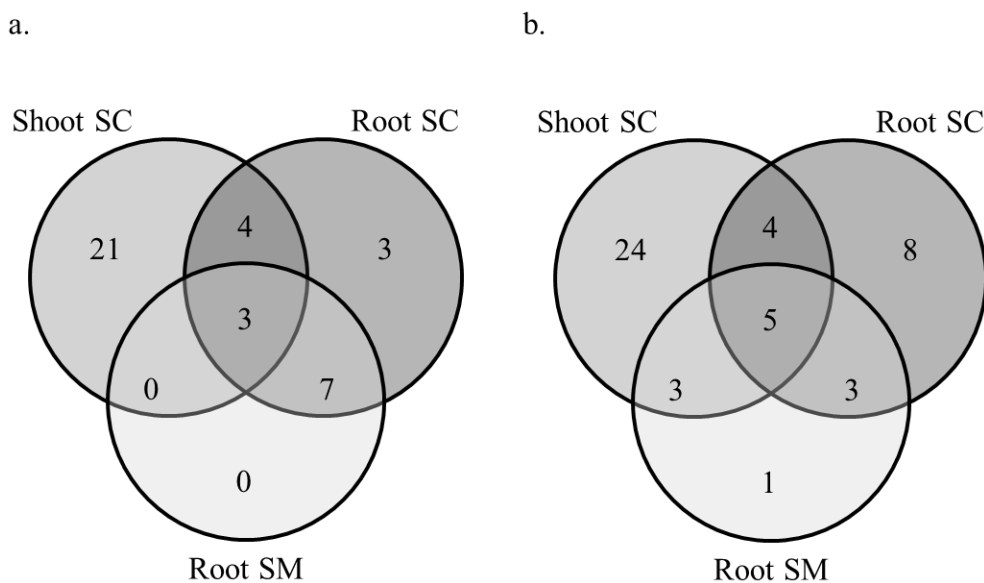 a.
Shoot SC Root SC
21 4 3
3
0 7
0
Root SM
b.
Shoot SC Root SC
24 4 8
5
3 3
1
Root SM